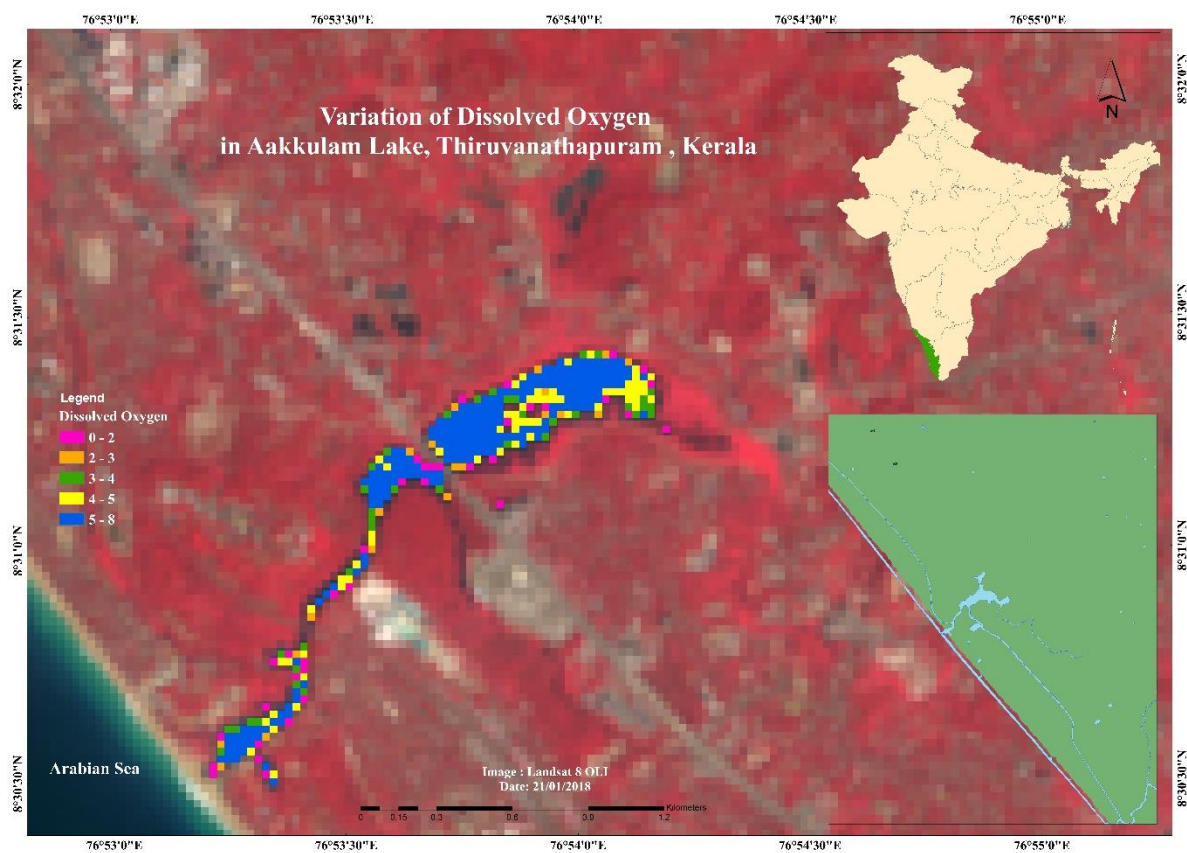 76°53'0"E 76°53'30"E 76°54'0"E 76°54'30"E 76°55'0"E
8°32'0"N
8°31'30"N
8°31'0"N
8°30'30"N
Variation of Dissolved Oxygen
in Aakkulam Lake, Thiruvanathapuram , Kerala
N
Legend
Dissolved Oxygen
0 - 2
2 - 3
3 - 4
4 - 5
5 - 8
Arabian Sea
Image : Landsat 8 OLI
Date: 21/01/2018
Kilometers
0 0.15 0.3 0.6 0.9 1.2
8°32'0"N
8°31'30"N
8°31'0"N
8°30'30"N
76°53'0"E 76°53'30"E 76°54'0"E 76°54'30"E 76°55'0"E